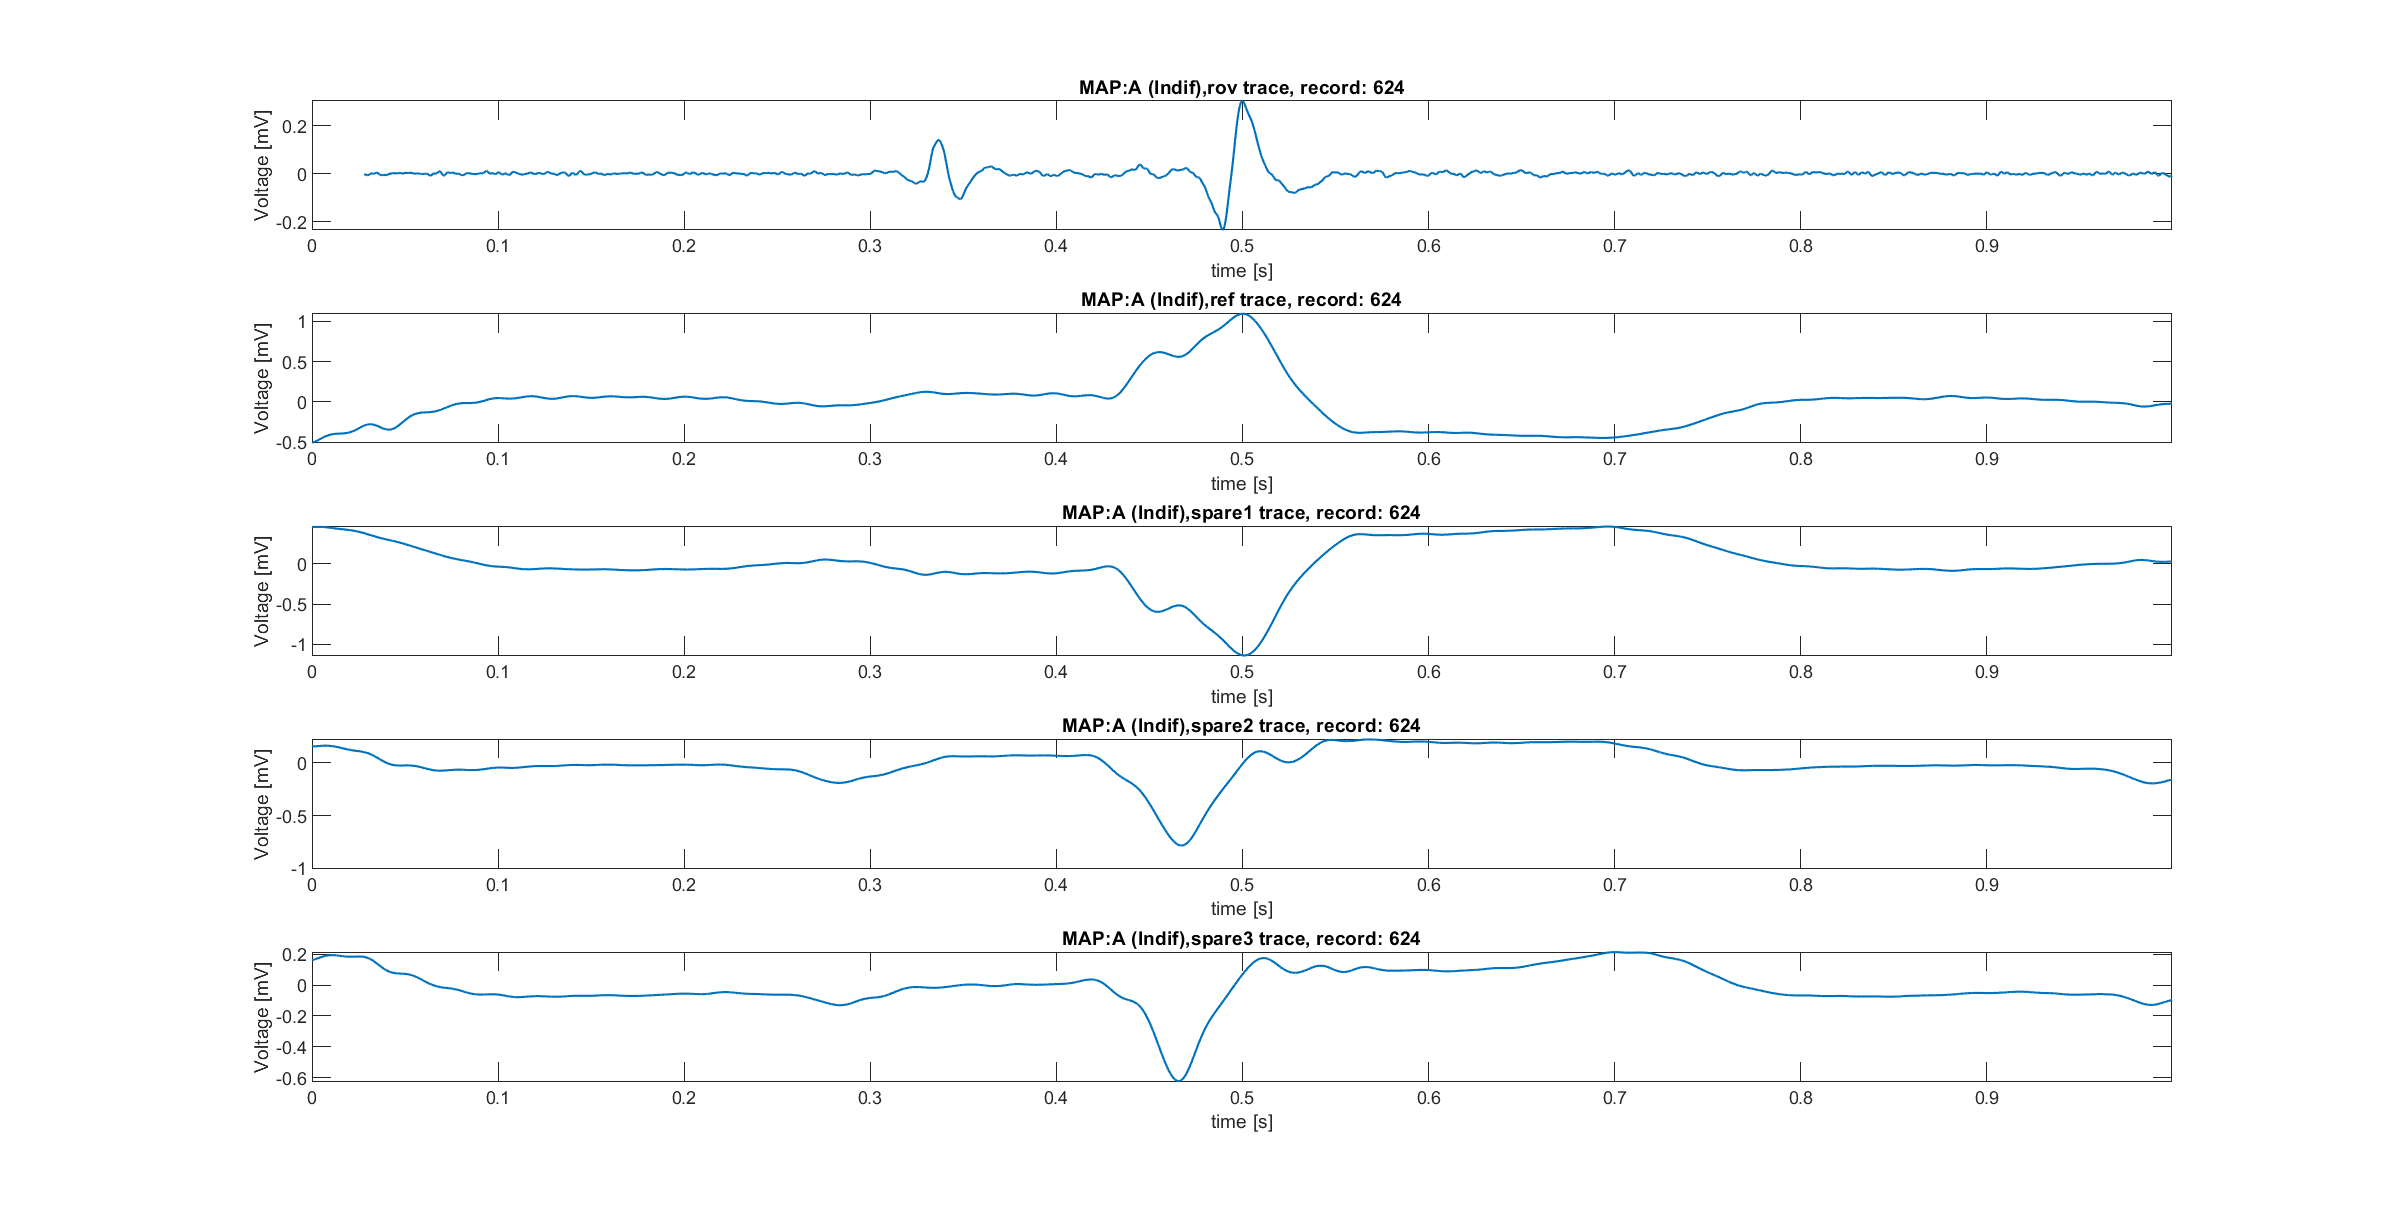 MAP:A (Indif),rov trace, record: 624
Voltage [mV]
0.2
0
-0.2
0 0.1 0.2 0.3 0.4 0.5 0.6 0.7 0.8 0.9
time [s]
MAP:A (Indif),ref trace, record: 624
Voltage [mV]
1
0.5
0
-0.5
0 0.1 0.2 0.3 0.4 0.5 0.6 0.7 0.8 0.9
time [s]
MAP:A (Indif),spare1 trace, record: 624
Voltage [mV]
0
-0.5
-1
0 0.1 0.2 0.3 0.4 0.5 0.6 0.7 0.8 0.9
time [s]
MAP:A (Indif),spare2 trace, record: 624
Voltage [mV]
0
-0.5
-1
0 0.1 0.2 0.3 0.4 0.5 0.6 0.7 0.8 0.9
time [s]
MAP:A (Indif),spare3 trace, record: 624
Voltage [mV]
0.2
0
-0.2
-0.4
-0.6
0 0.1 0.2 0.3 0.4 0.5 0.6 0.7 0.8 0.9
time [s]